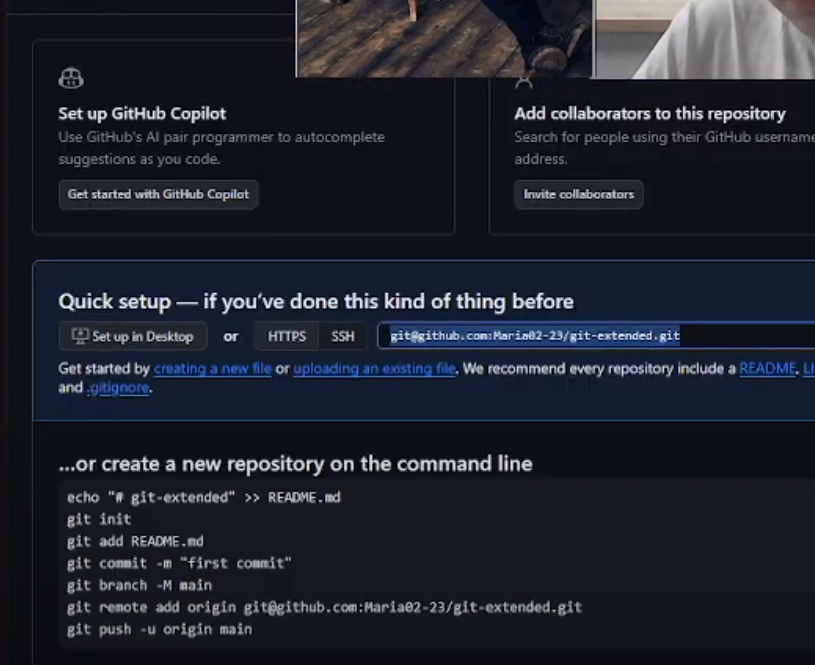 Set up GitHub Copilot
Use GitHub's AI pair programmer to autocomplete
suggestions as you code.
Get started with GitHub Copilot
Add collaborators to this repository
Search for people using their GitHub username
address.
Invite collaborators
Quick setup — if you've done this kind of thing before
Set up in Desktop or HTTPS SSH git@github.com:Maria02-23/git-extended.git
Get started by creating a new file or uploading an existing file. We recommend every repository include a README, LI
and .gitignore.
...or create a new repository on the command line
echo "# git-extended" >> README.md
git init
git add README.md
git commit -m "first commit"
git branch -M main
git remote add origin git@github.com:Maria02-23/git-extended.git
git push -u origin main